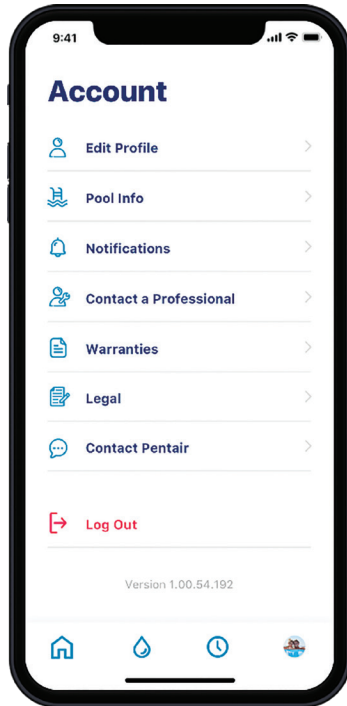 9:41
Account
Edit Profile
Pool Info
Notifications
Contact a Professional
Warranties
Legal
Contact Pentair
Log Out
Version 1.00.54.192